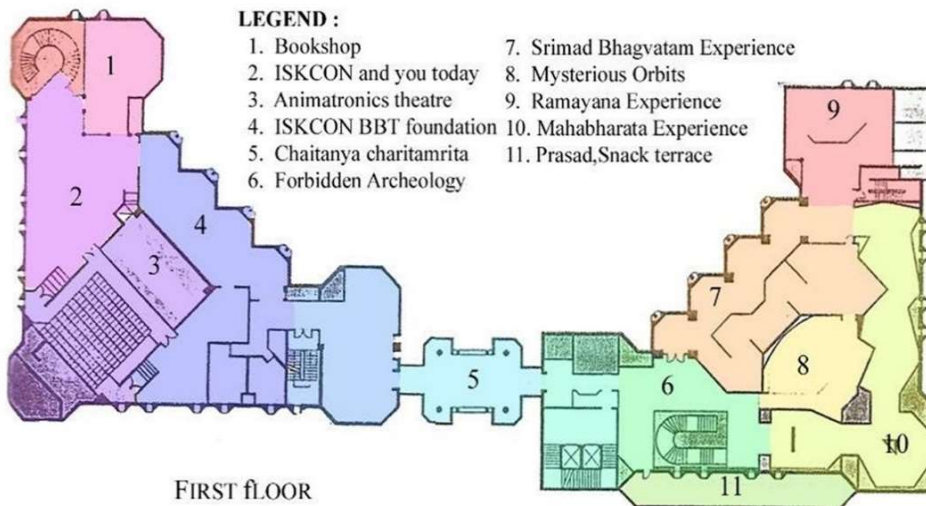 LEGEND :
1. Bookshop
2. ISKCON and you today
3. Animatronics theatre
4. ISKCON BBT foundation
5. Chaitanya charitamrita
6. Forbidden Archeology
7. Srimad Bhagvatam Experience
8. Mysterious Orbits
9. Ramayana Experience
10. Mahabharata Experience
11. Prasad,Snack terrace
1
2
3
4
5
6
7
8
9
10
11
FIRST fLOOR